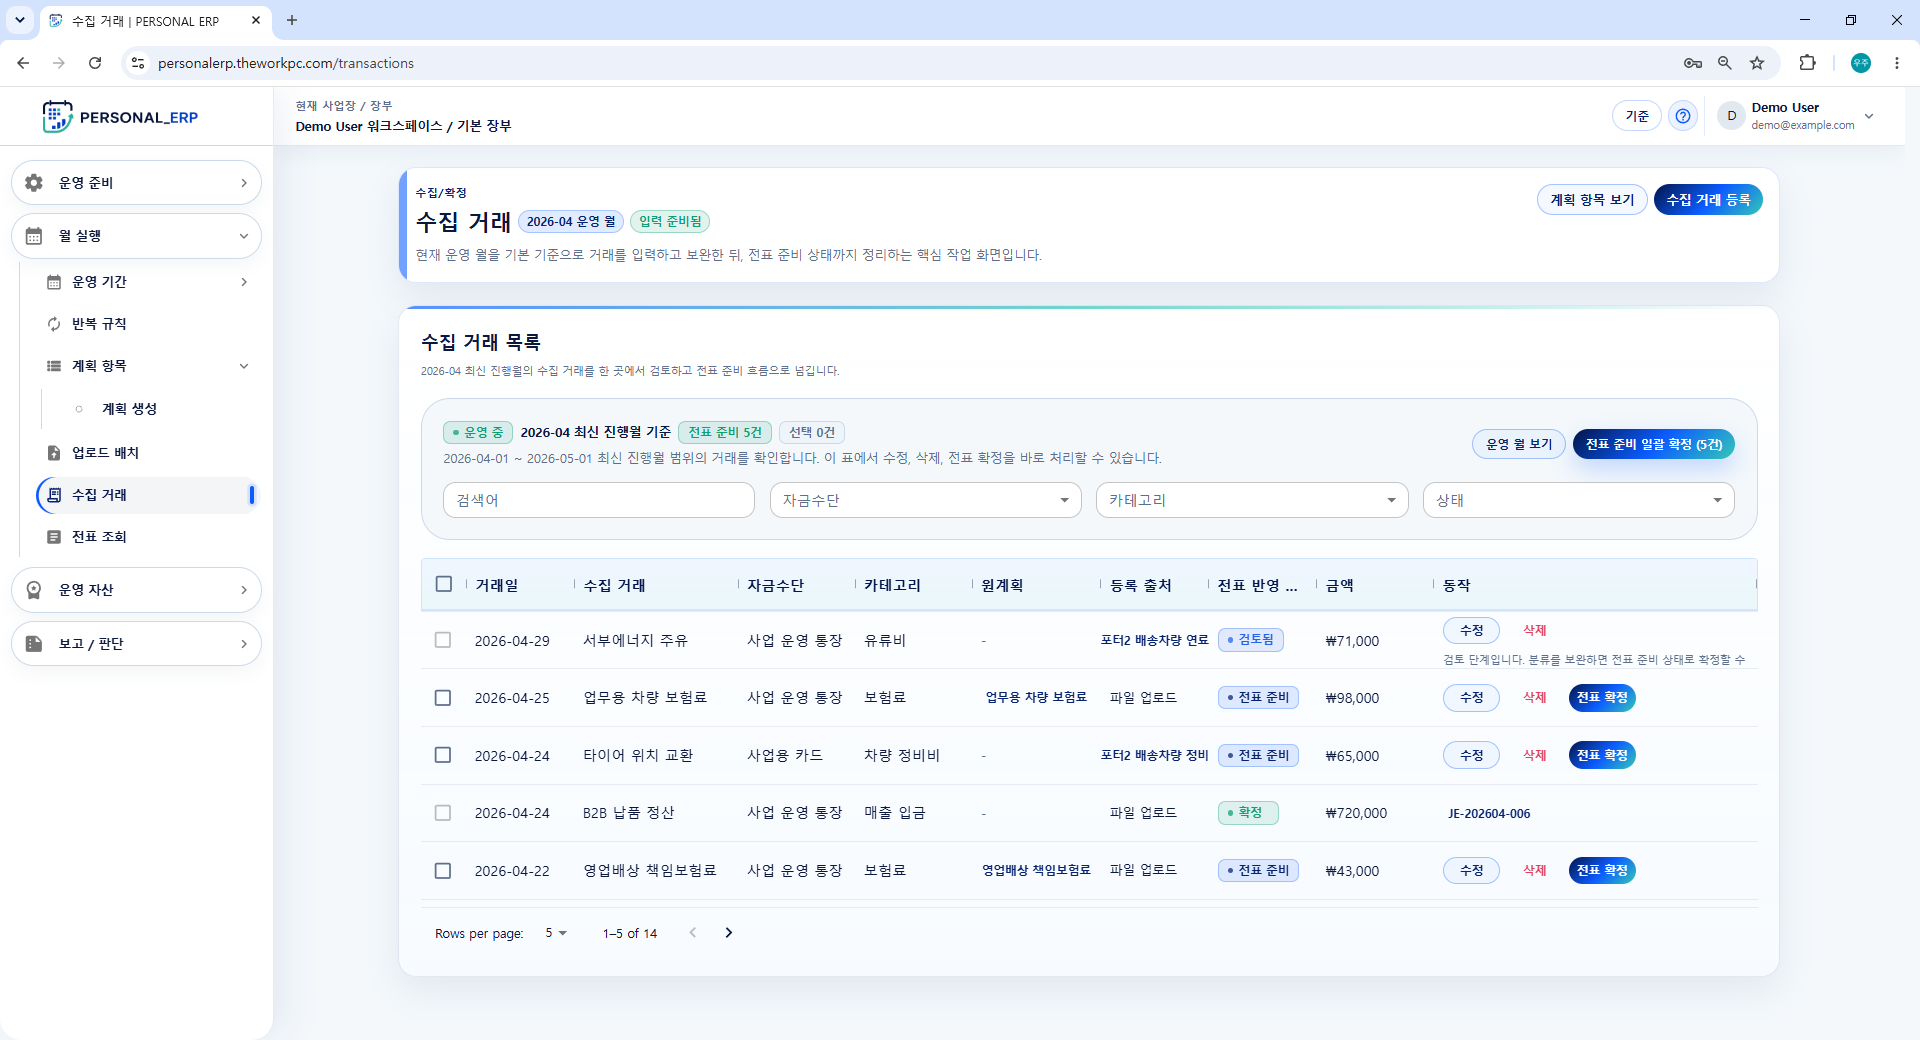 수집 거래 | PERSONAL ERP
personalerp.theworkpc.com/transactions
우주
PERSONAL_ERP
현재 사업장 / 장부
Demo User 워크스페이스 / 기본 장부
기준
D
Demo User
demo@example.com
운영 준비
월 실행
운영 기간
반복 규칙
계획 항목
계획 생성
업로드 배치
수집 거래
전표 조회
운영 자산
보고 / 판단
수집/확정
수집 거래 2026-04 운영 월 입력 준비됨
계획 항목 보기 수집 거래 등록
현재 운영 월을 기본 기준으로 거래를 입력하고 보완한 뒤, 전표 준비 상태까지 정리하는 핵심 작업 화면입니다.
수집 거래 목록
2026-04 최신 진행월의 수집 거래를 한 곳에서 검토하고 전표 준비 흐름으로 넘깁니다.
운영 중 2026-04 최신 진행월 기준 전표 준비 5건 선택 0건
2026-04-01 ~ 2026-05-01 최신 진행월 범위의 거래를 확인합니다. 이 표에서 수정, 삭제, 전표 확정을 바로 처리할 수 있습니다.
운영 월 보기 전표 준비 일괄 확정 (5건)
검색어 자금수단 카테고리 상태
거래일 수집 거래 자금수단 카테고리 원계획 등록 출처 전표 반영 ... 금액 동작
2026-04-29 서부에너지 주유 사업 운영 통장 유류비 - 포터2 배송차량 연료 검토됨 ₩71,000 수정 삭제
검토 단계입니다. 분류를 보완하면 전표 준비 상태로 확정할 수
2026-04-25 업무용 차량 보험료 사업 운영 통장 보험료 업무용 차량 보험료 파일 업로드 전표 준비 ₩98,000 수정 삭제 전표 확정
2026-04-24 타이어 위치 교환 사업용 카드 차량 정비비 - 포터2 배송차량 정비 전표 준비 ₩65,000 수정 삭제 전표 확정
2026-04-24 B2B 납품 정산 사업 운영 통장 매출 입금 - 파일 업로드 확정 ₩720,000 JE-202604-006
2026-04-22 영업배상 책임보험료 사업 운영 통장 보험료 영업배상 책임보험료 파일 업로드 전표 준비 ₩43,000 수정 삭제 전표 확정
Rows per page: 5 1–5 of 14